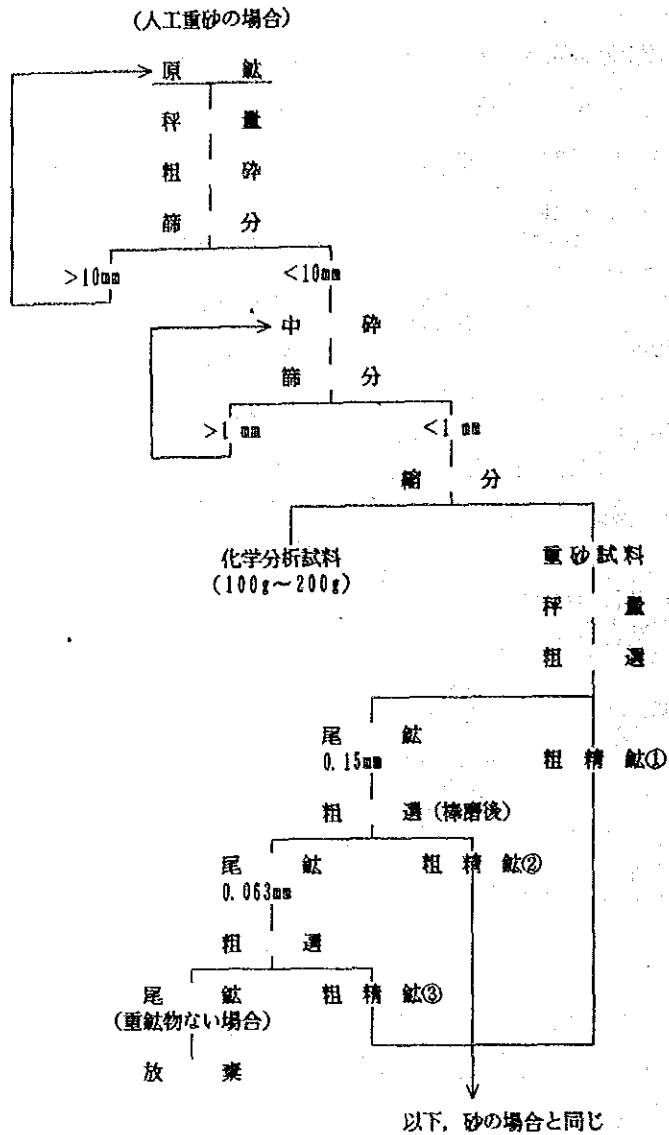 (人工重砂の場合)
原 鉱
秤 量
粗 砕
篩 分
>10mm <10mm
中 砕
篩 分
>1 mm <1 mm
縮 分
化学分析試料 重砂試料
(100g～200g)
秤 量
粗 選
尾 鉱
0.15mm 粗 精 鉱①
粗 選(棒磨後)
尾 鉱 粗 精 鉱②
0.063mm
粗 選
尾 鉱 粗 精 鉱③
(重鉱物ない場合)
放 棄
以下, 砂の場合と同じ